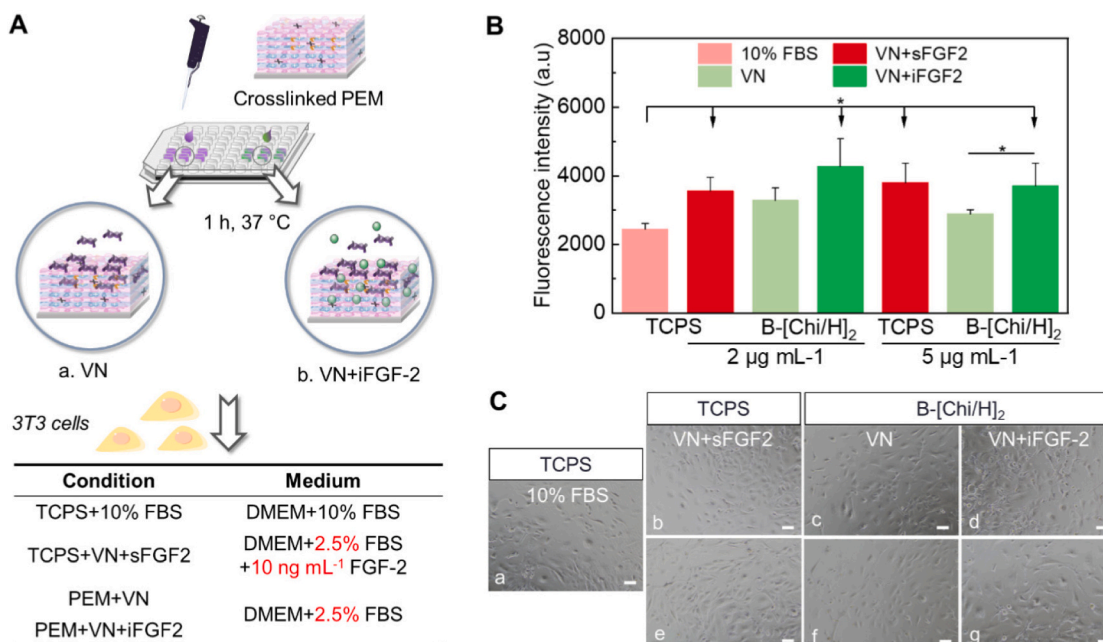 A
Crosslinked PEM
1 h, 37 °C
a. VN
b. VN+iFGF-2
3T3 cells
Condition Medium
TCPS+10% FBS DMEM+10% FBS
TCPS+VN+sFGF2 DMEM+2.5% FBS
+10 ng mL-1 FGF-2
PEM+VN
DMEM+2.5% FBS
PEM+VN+iFGF2
B
Fluorescence intensity (a.u)
8000
6000
4000
2000
0
10% FBS VN+sFGF2
VN VN+iFGF2
*
*
TCPS B-[Chi/H]2 TCPS B-[Chi/H]2
2 μg mL-1 5 μg mL-1
C
TCPS B-[Chi/H]2
VN+sFGF2 VN VN+iFGF-2
TCPS
10% FBS
a
b c d
e f g